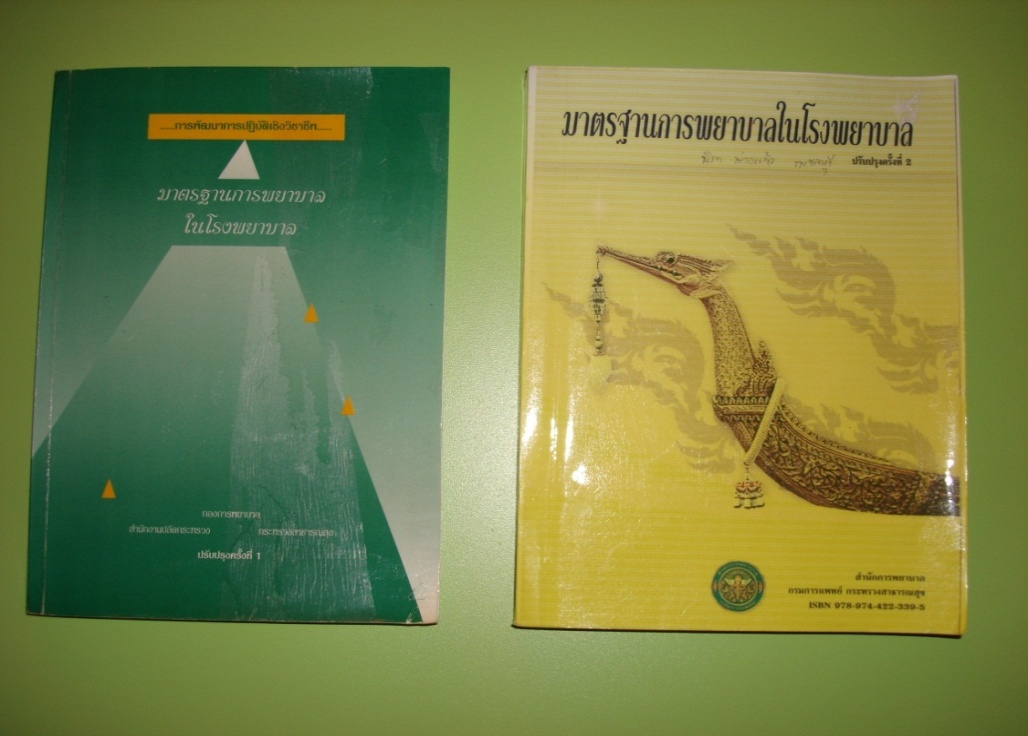 .....การพัฒนาการปฏิบัติเชิงวิชาชีพ.....
มาตรฐานการพยาบาล
ในโรงพยาบาล
กองการพยาบาล
สำนักงานปลัดกระทรวง กระทรวงสาธารณสุข
ปรับปรุงครั้งที่ 1
มาตรฐานการพยาบาลในโรงพยาบาล
ปรับปรุงครั้งที่ 2
สำนักการพยาบาล
กรมการแพทย์ กระทรวงสาธารณสุข
ISBN 978-974-422-339-5